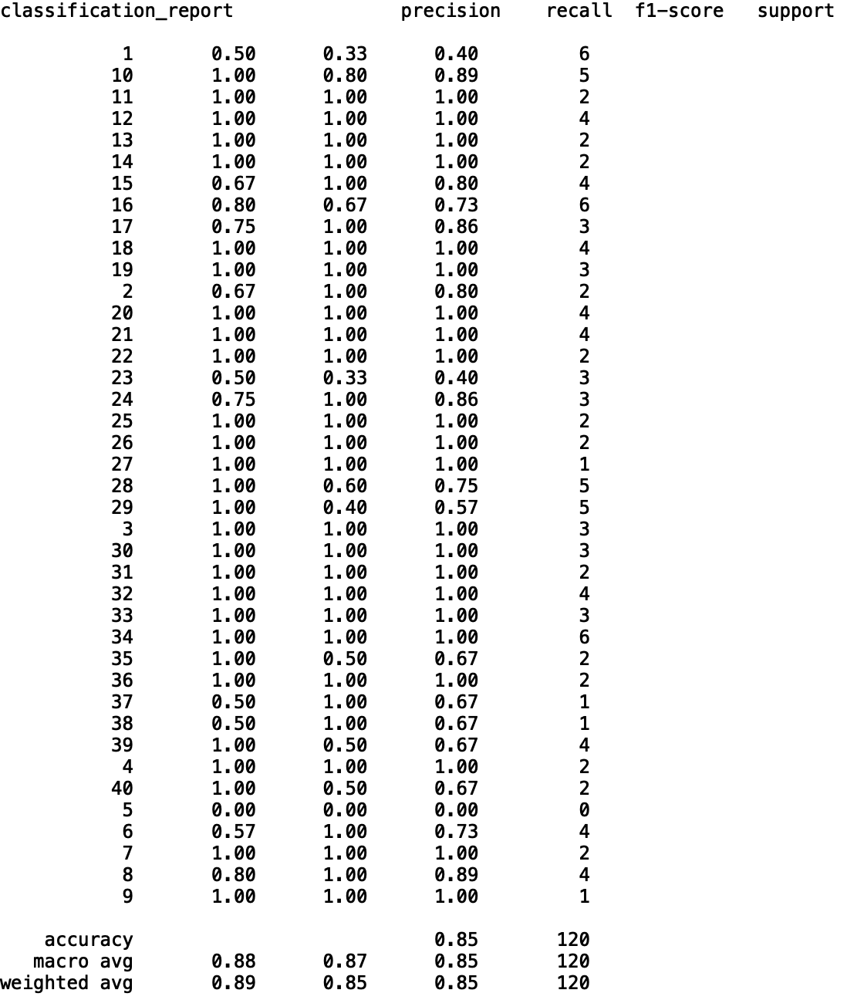 classification_report precision recall f1-score support
1 0.50 0.33 0.40 6
10 1.00 0.80 0.89 5
11 1.00 1.00 1.00 2
12 1.00 1.00 1.00 4
13 1.00 1.00 1.00 2
14 1.00 1.00 1.00 2
15 0.67 1.00 0.80 4
16 0.80 0.67 0.73 6
17 0.75 1.00 0.86 3
18 1.00 1.00 1.00 4
19 1.00 1.00 1.00 3
2 0.67 1.00 0.80 2
20 1.00 1.00 1.00 4
21 1.00 1.00 1.00 4
22 1.00 1.00 1.00 2
23 0.50 0.33 0.40 3
24 0.75 1.00 0.86 3
25 1.00 1.00 1.00 2
26 1.00 1.00 1.00 2
27 1.00 1.00 1.00 1
28 1.00 0.60 0.75 5
29 1.00 0.40 0.57 5
3 1.00 1.00 1.00 3
30 1.00 1.00 1.00 3
31 1.00 1.00 1.00 2
32 1.00 1.00 1.00 4
33 1.00 1.00 1.00 3
34 1.00 1.00 1.00 6
35 1.00 0.50 0.67 2
36 1.00 1.00 1.00 2
37 0.50 1.00 0.67 1
38 0.50 1.00 0.67 1
39 1.00 0.50 0.67 4
4 1.00 1.00 1.00 2
40 1.00 0.50 0.67 2
5 0.00 0.00 0.00 0
6 0.57 1.00 0.73 4
7 1.00 1.00 1.00 2
8 0.80 1.00 0.89 4
9 1.00 1.00 1.00 1
accuracy 0.85 120
macro avg 0.88 0.87 0.85 120
weighted avg 0.89 0.85 0.85 120